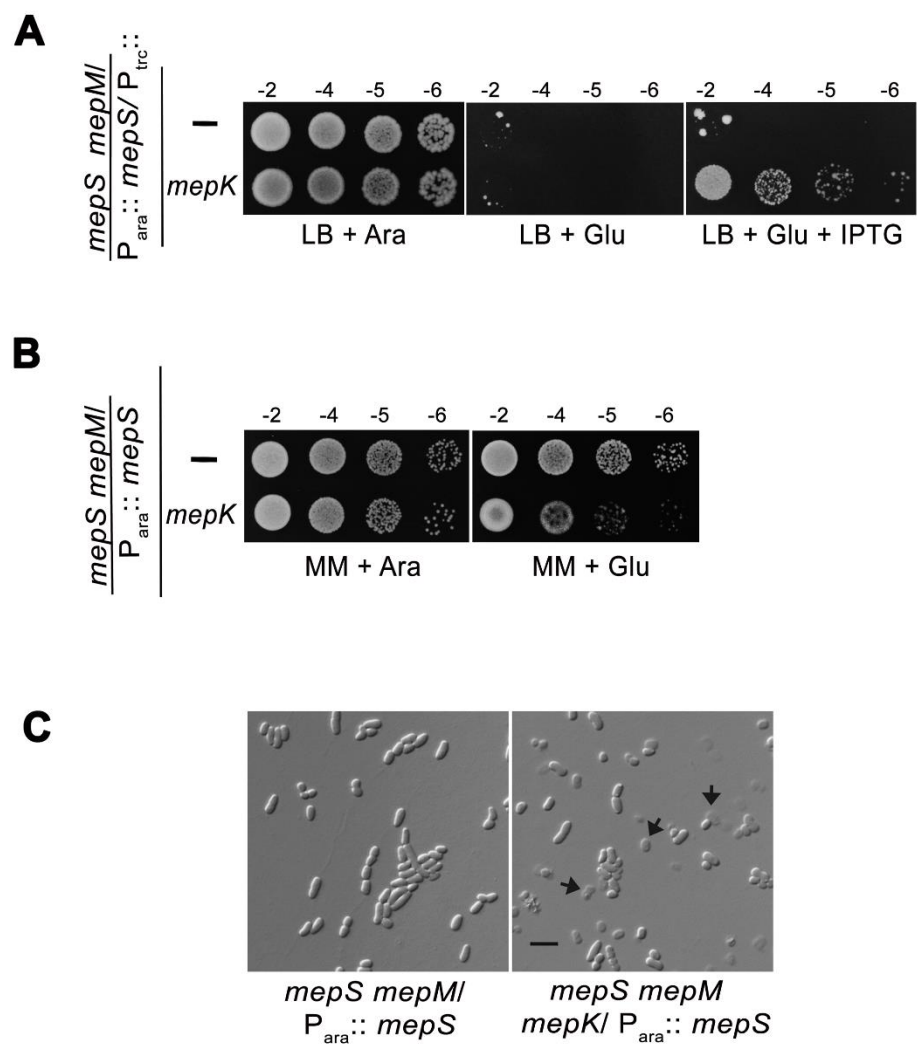 A
mepS mepM/
Para:: mepS/ Ptrc::
–
mepK
-2 -4 -5 -6
-2 -4 -5 -6
-2 -4 -5 -6
LB + Ara
LB + Glu
LB + Glu + IPTG
B
mepS mepM/
Para:: mepS
–
mepK
-2 -4 -5 -6
-2 -4 -5 -6
MM + Ara
MM + Glu
C
mepS mepM/
Para:: mepS
mepS mepM
mepK/ Para:: mepS